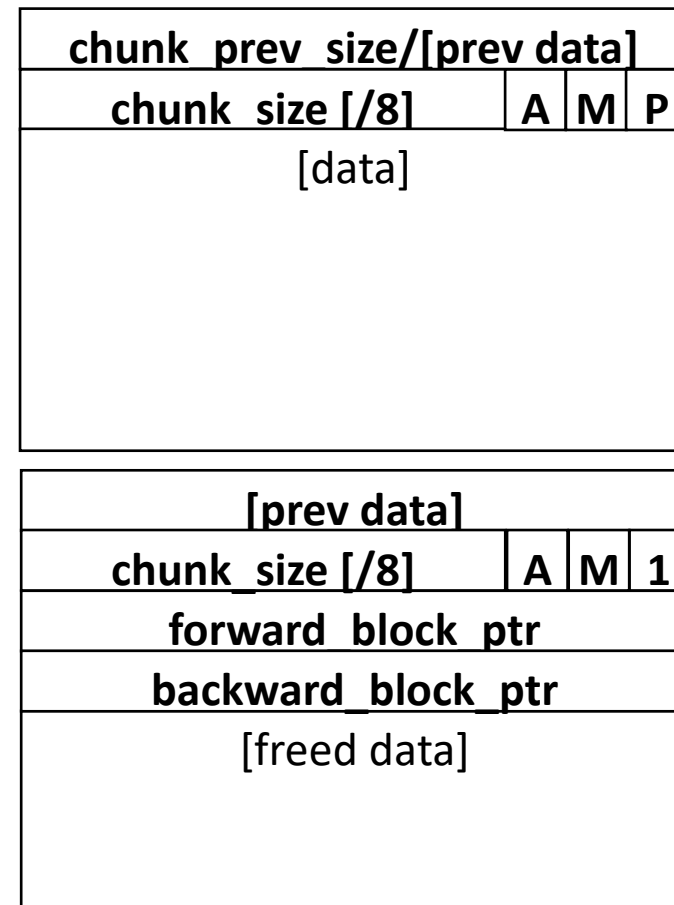 chunk_prev_size/[prev data]
chunk_size [/8] A M P
[data]
[prev data]
chunk_size [/8] A M 1
forward_block_ptr
backward_block_ptr
[freed data]